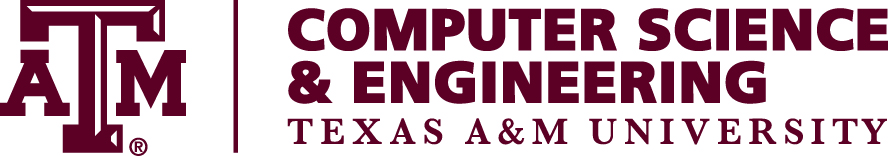 ATM®
COMPUTER SCIENCE
& ENGINEERING
TEXAS A&M UNIVERSITY